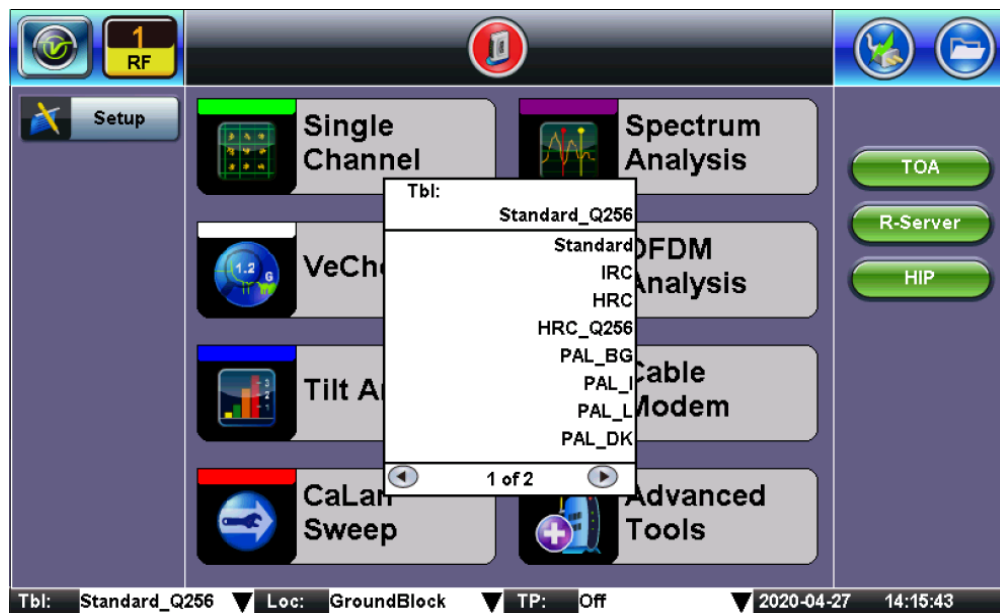 1
RF
Setup
Single
Channel
Spectrum
Analysis
TOA
R-Server
HIP
Tbl:
Standard_Q256
Standard
IRC
HRC
HRC_Q256
PAL_BG
PAL_I
PAL_L
PAL_DK
1 of 2
1.2 G
VeCh
OFDM
Analysis
Tilt A
Cable
Modem
CaLan
Sweep
Advanced
Tools
Tbl: Standard_Q256 Loc: GroundBlock TP: Off 2020-04-27 14:15:43